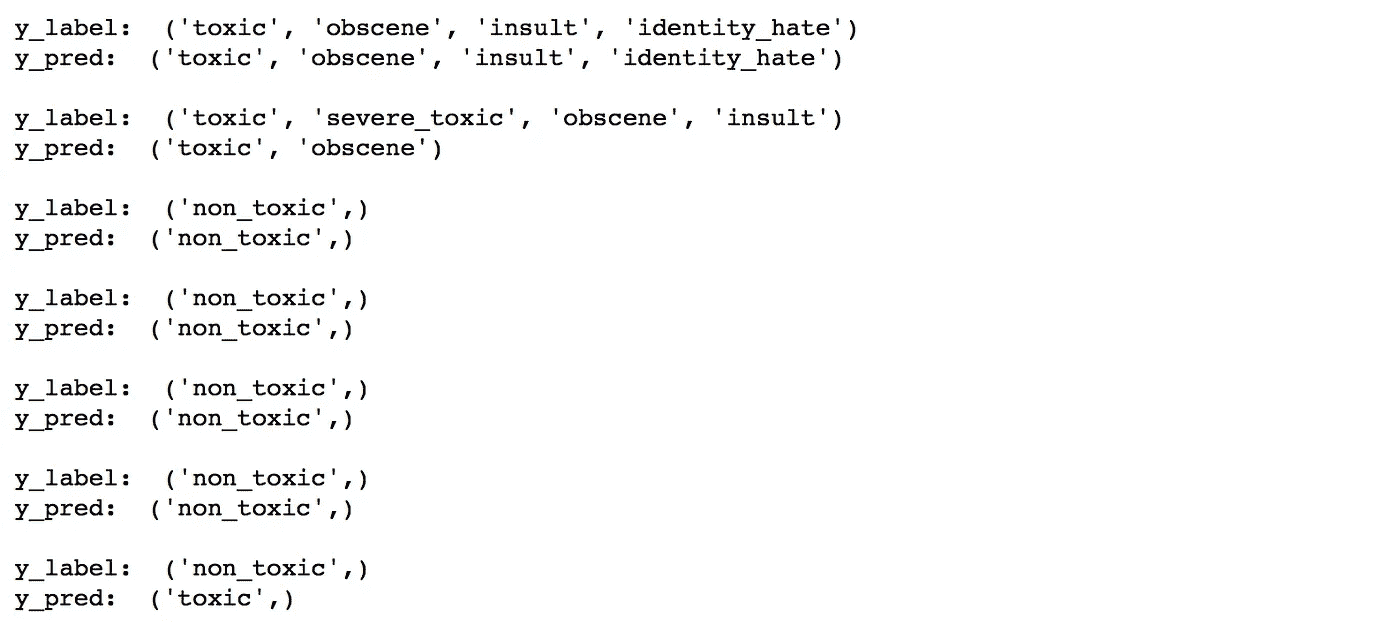 y_label:  ('toxic', 'obscene', 'insult', 'identity_hate')
y_pred:  ('toxic', 'obscene', 'insult', 'identity_hate')
y_label:  ('toxic', 'severe_toxic', 'obscene', 'insult')
y_pred:  ('toxic', 'obscene')
y_label:  ('non_toxic',)
y_pred:  ('non_toxic',)
y_label:  ('non_toxic',)
y_pred:  ('non_toxic',)
y_label:  ('non_toxic',)
y_pred:  ('non_toxic',)
y_label:  ('non_toxic',)
y_pred:  ('non_toxic',)
y_label:  ('non_toxic',)
y_pred:  ('toxic',)